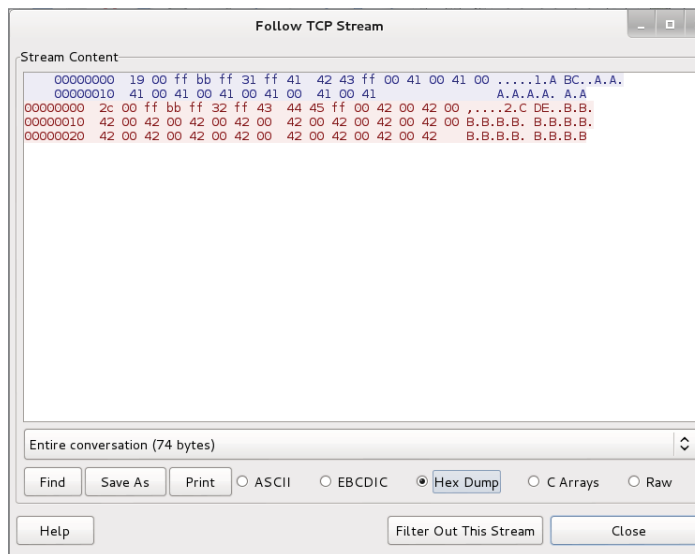 Follow TCP Stream
Stream Content
00000000 19 00 ff bb ff 31 ff 41 42 43 ff 00 41 00 41 00 .....1.A BC..A.A.
00000010 41 00 41 00 41 00 41 00 41 00 41 A.A.A.A. A.A
00000000 2c 00 ff bb ff 32 ff 43 44 45 ff 00 42 00 42 00 ,....2.C DE..B.B.
00000010 42 00 42 00 42 00 42 00 42 00 42 00 42 00 42 00 B.B.B.B. B.B.B.B.
00000020 42 00 42 00 42 00 42 00 42 00 42 00 42 B.B.B.B. B.B.B
Entire conversation (74 bytes)
Find Save As Print ASCII EBCDIC Hex Dump C Arrays Raw
Help Filter Out This Stream Close